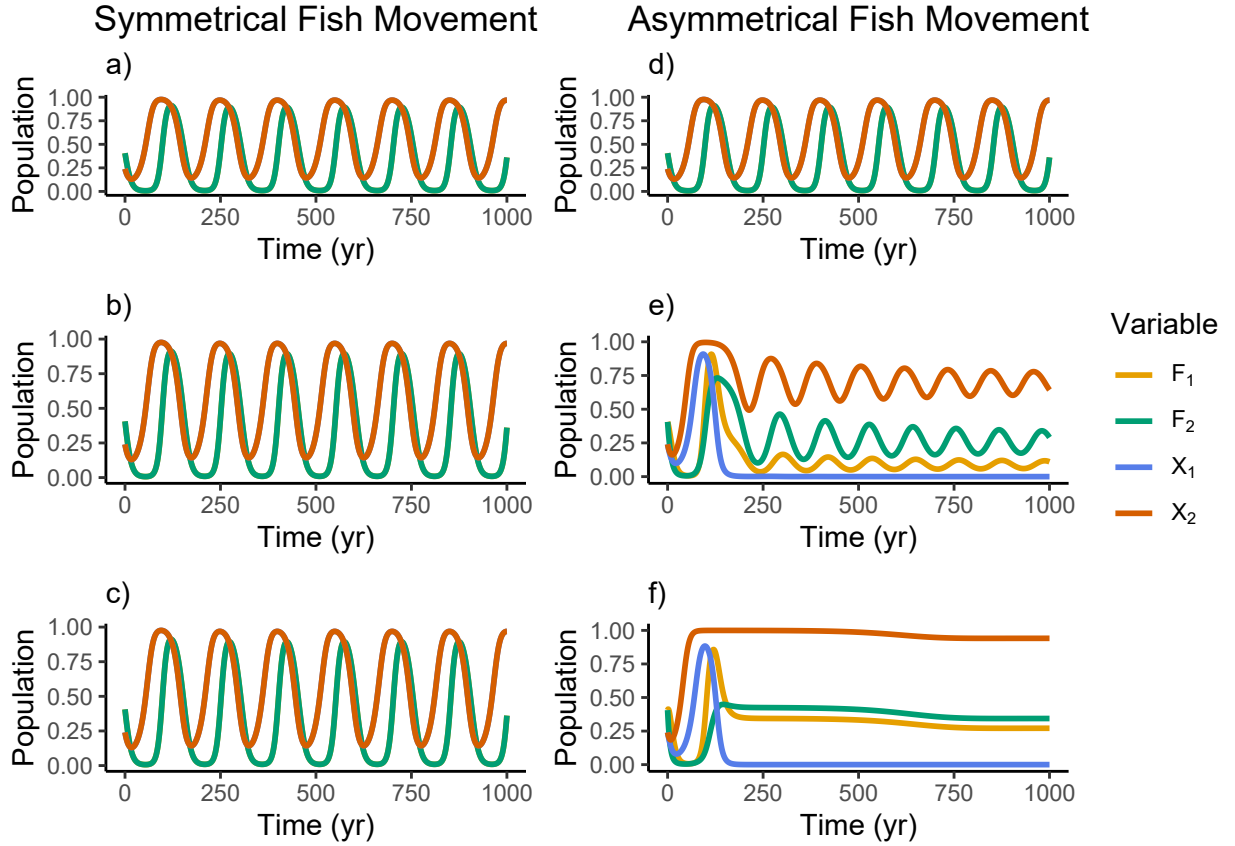 Symmetrical Fish Movement
Asymmetrical Fish Movement
a)
Population
1.00
0.75
0.50
0.25
0.00
0 250 500 750 1000
Time (yr)
d)
Population
1.00
0.75
0.50
0.25
0.00
0 250 500 750 1000
Time (yr)
b)
Population
1.00
0.75
0.50
0.25
0.00
0 250 500 750 1000
Time (yr)
e)
Population
1.00
0.75
0.50
0.25
0.00
0 250 500 750 1000
Time (yr)
c)
Population
1.00
0.75
0.50
0.25
0.00
0 250 500 750 1000
Time (yr)
f)
Population
1.00
0.75
0.50
0.25
0.00
0 250 500 750 1000
Time (yr)
Variable
F₁
F₂
X₁
X₂